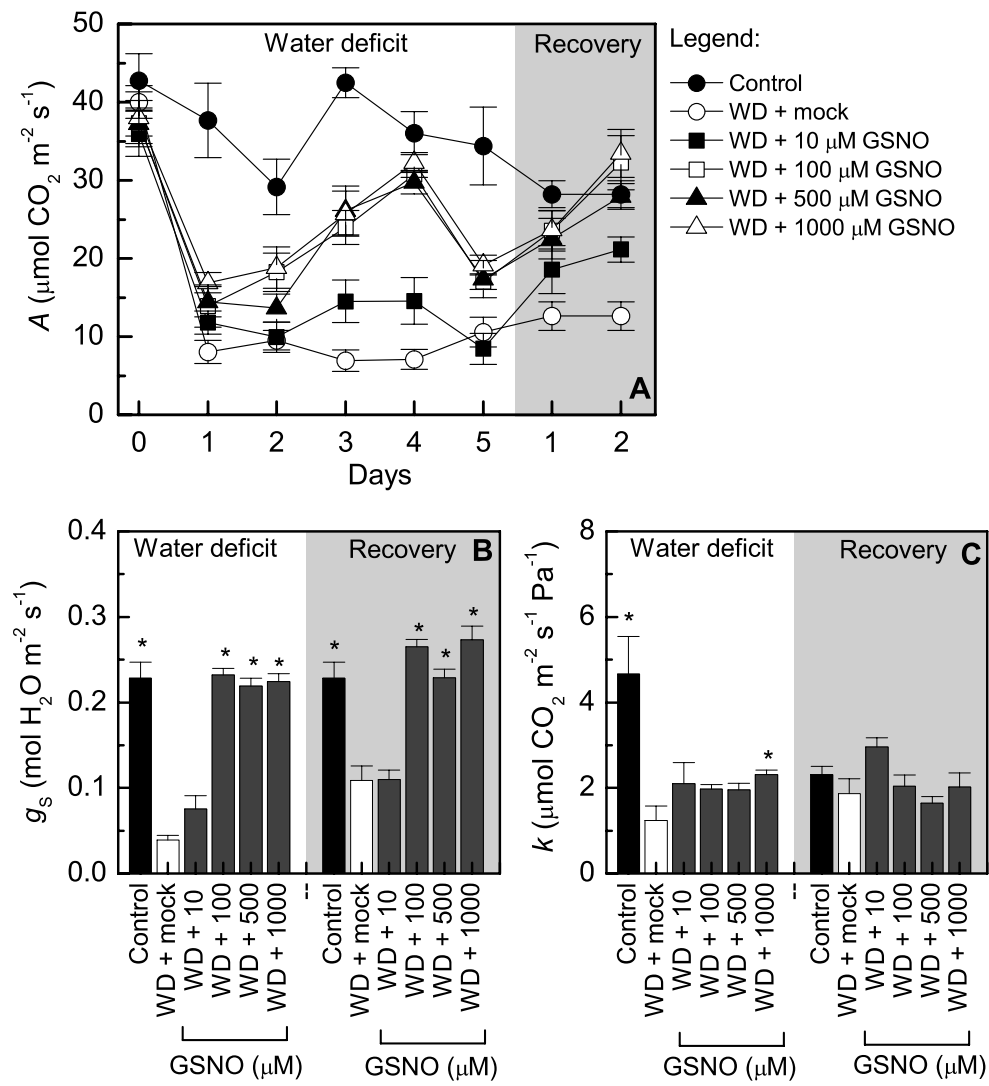 50
40
30
20
10
0
A (μmol CO₂ m⁻² s⁻¹)
Water deficit
Recovery
A
0 1 2 3 4 5 1 2
Days
Legend:
Control
WD + mock
WD + 10 μM GSNO
WD + 100 μM GSNO
WD + 500 μM GSNO
WD + 1000 μM GSNO
0.4
0.3
0.2
0.1
0.0
gₛ (mol H₂O m⁻² s⁻¹)
Water deficit
Recovery
B
* * * *
* * * *
Control
WD + mock
WD + 10
WD + 100
WD + 500
WD + 1000
--
Control
WD + mock
WD + 10
WD + 100
WD + 500
WD + 1000
GSNO (μM)
GSNO (μM)
8
6
4
2
0
k (μmol CO₂ m⁻² s⁻¹ Pa⁻¹)
Water deficit
Recovery
C
* *
Control
WD + mock
WD + 10
WD + 100
WD + 500
WD + 1000
--
Control
WD + mock
WD + 10
WD + 100
WD + 500
WD + 1000
GSNO (μM)
GSNO (μM)